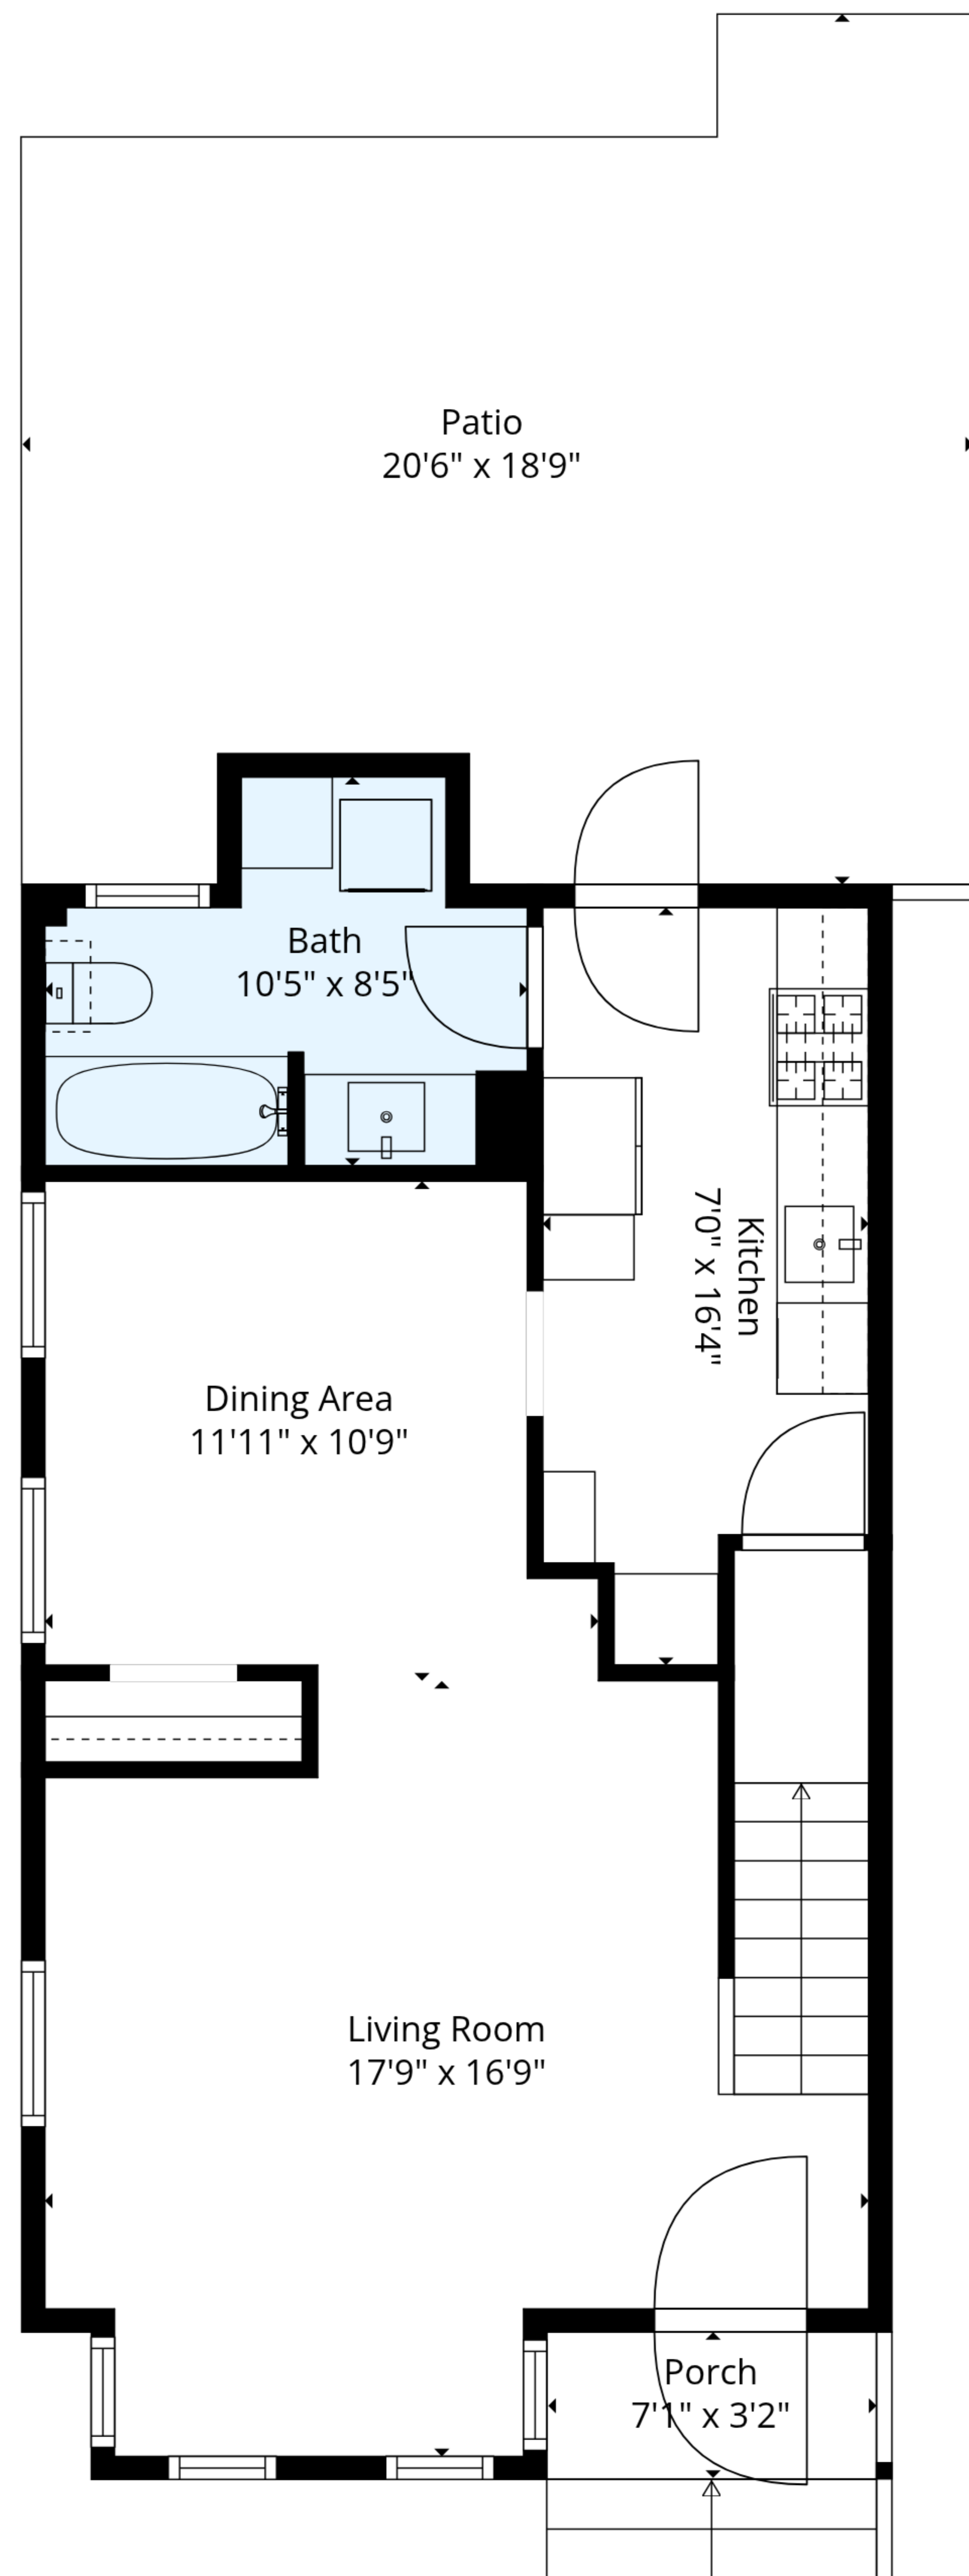 Patio
20'6" x 18'9"
Bath
10'5" x 8'5"
Kitchen
7'0" x 16'4"
Dining Area
11'11" x 10'9"
Living Room
17'9" x 16'9"
Porch
7'1" x 3'2"